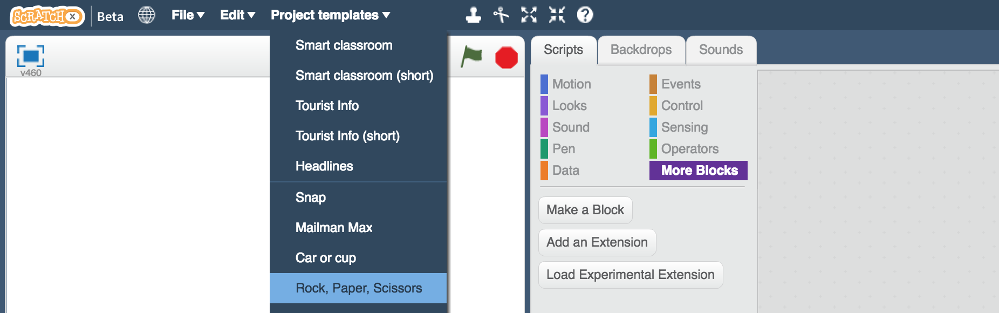 SCRATCH X Beta File Edit Project templates ?
v460
Smart classroom
Smart classroom (short)
Tourist Info
Tourist Info (short)
Headlines
Snap
Mailman Max
Car or cup
Rock, Paper, Scissors
Scripts Backdrops Sounds
Motion Events
Looks Control
Sound Sensing
Pen Operators
Data More Blocks
Make a Block
Add an Extension
Load Experimental Extension